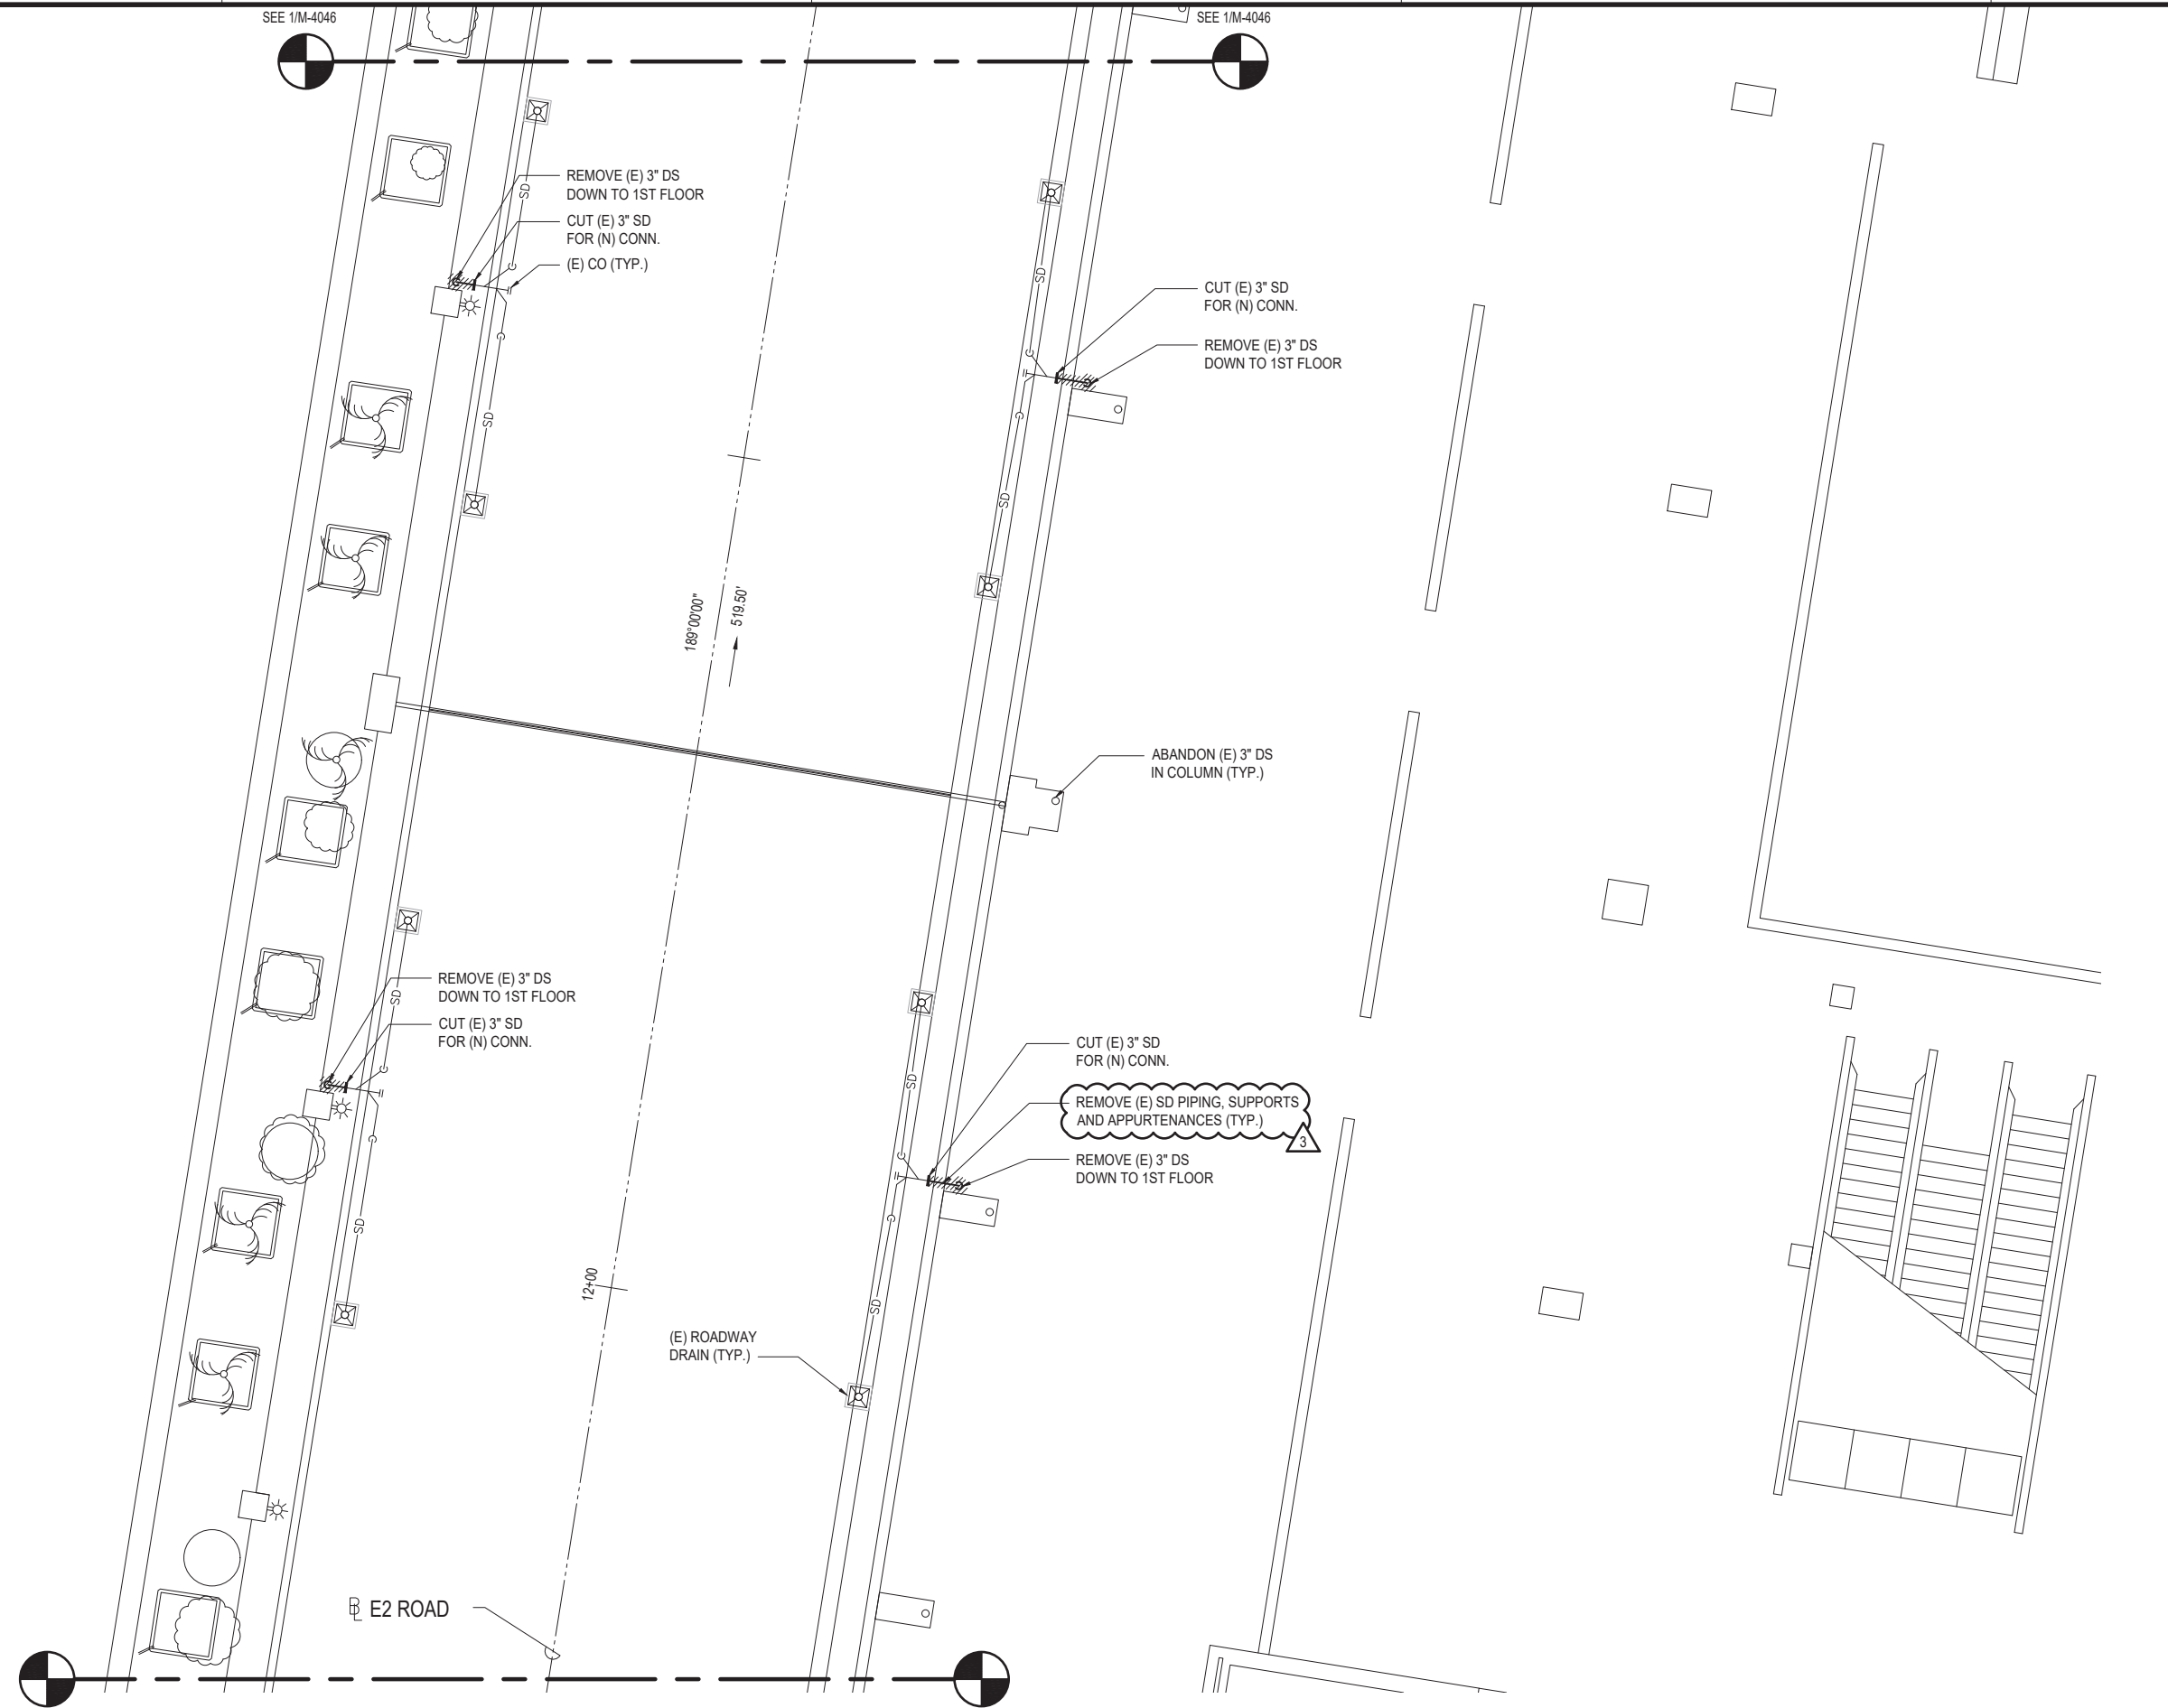 SEE 1/M-4046
SEE 1/M-4046
REMOVE (E) 3" DS
DOWN TO 1ST FLOOR
CUT (E) 3" SD
FOR (N) CONN.
(E) CO (TYP.)
SD
SD
SD
SD
CUT (E) 3" SD
FOR (N) CONN.
REMOVE (E) 3" DS
DOWN TO 1ST FLOOR
189°00'00"
519.50'
ABANDON (E) 3" DS
IN COLUMN (TYP.)
REMOVE (E) 3" DS
DOWN TO 1ST FLOOR
CUT (E) 3" SD
FOR (N) CONN.
SD
SD
SD
SD
CUT (E) 3" SD
FOR (N) CONN.
REMOVE (E) SD PIPING, SUPPORTS
AND APPURTENANCES (TYP.)
3
REMOVE (E) 3" DS
DOWN TO 1ST FLOOR
12+00
(E) ROADWAY
DRAIN (TYP.)
BL E2 ROAD